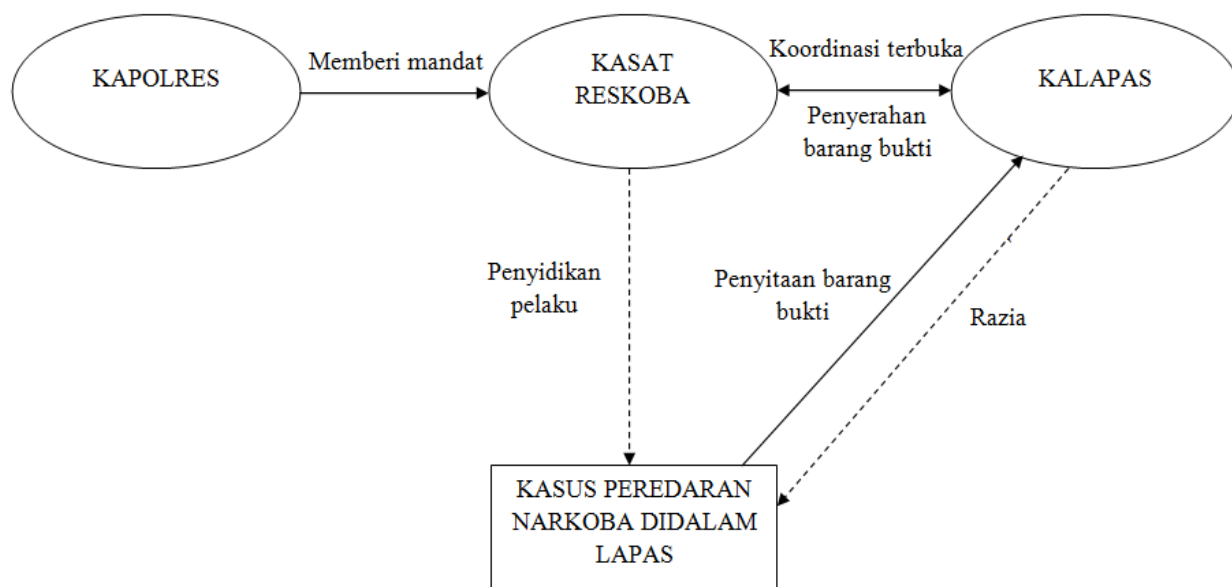 KAPOLRES
Memberi mandat
KASAT
RESKOBA
Koordinasi terbuka
Penyerahan
barang bukti
KALAPAS
Penyidikan
pelaku
Penyitaan barang
bukti
Razia
KASUS PEREDARAN
NARKOBA DIDALAM
LAPAS